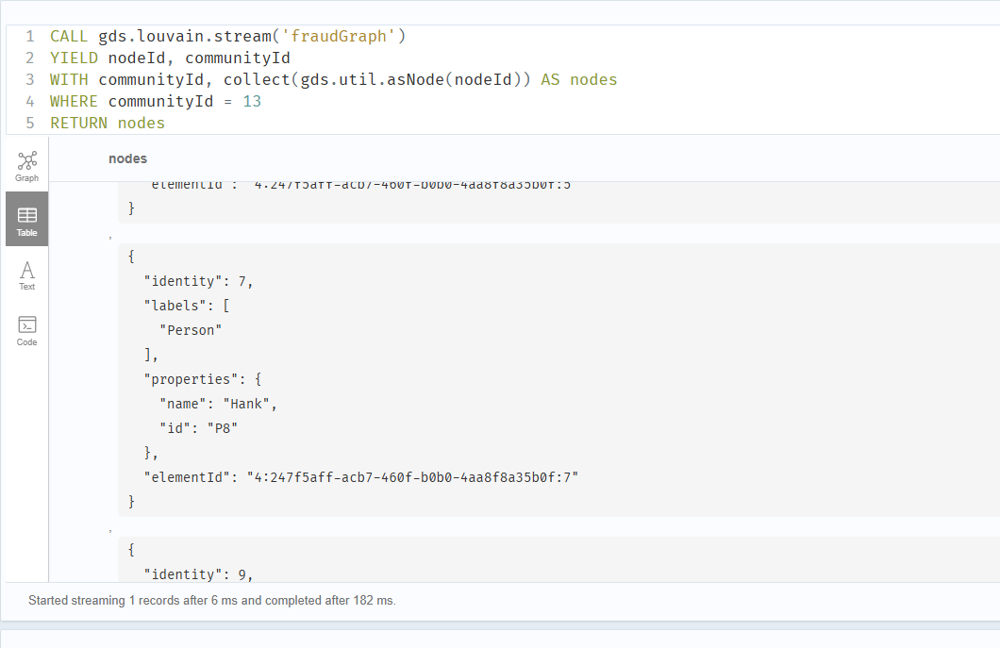 1 CALL gds.louvain.stream('fraudGraph')
2 YIELD nodeId, communityId
3 WITH communityId, collect(gds.util.asNode(nodeId)) AS nodes
4 WHERE communityId = 13
5 RETURN nodes
Graph
Table
Text
Code
nodes
"elementId": "4:247f5aff-acb7-460f-b0b0-4aa8f8a35b0f:5"
}
,
{
"identity": 7,
"labels": [
"Person"
],
"properties": {
"name": "Hank",
"id": "P8"
},
"elementId": "4:247f5aff-acb7-460f-b0b0-4aa8f8a35b0f:7"
}
,
{
"identity": 9,
Started streaming 1 records after 6 ms and completed after 182 ms.